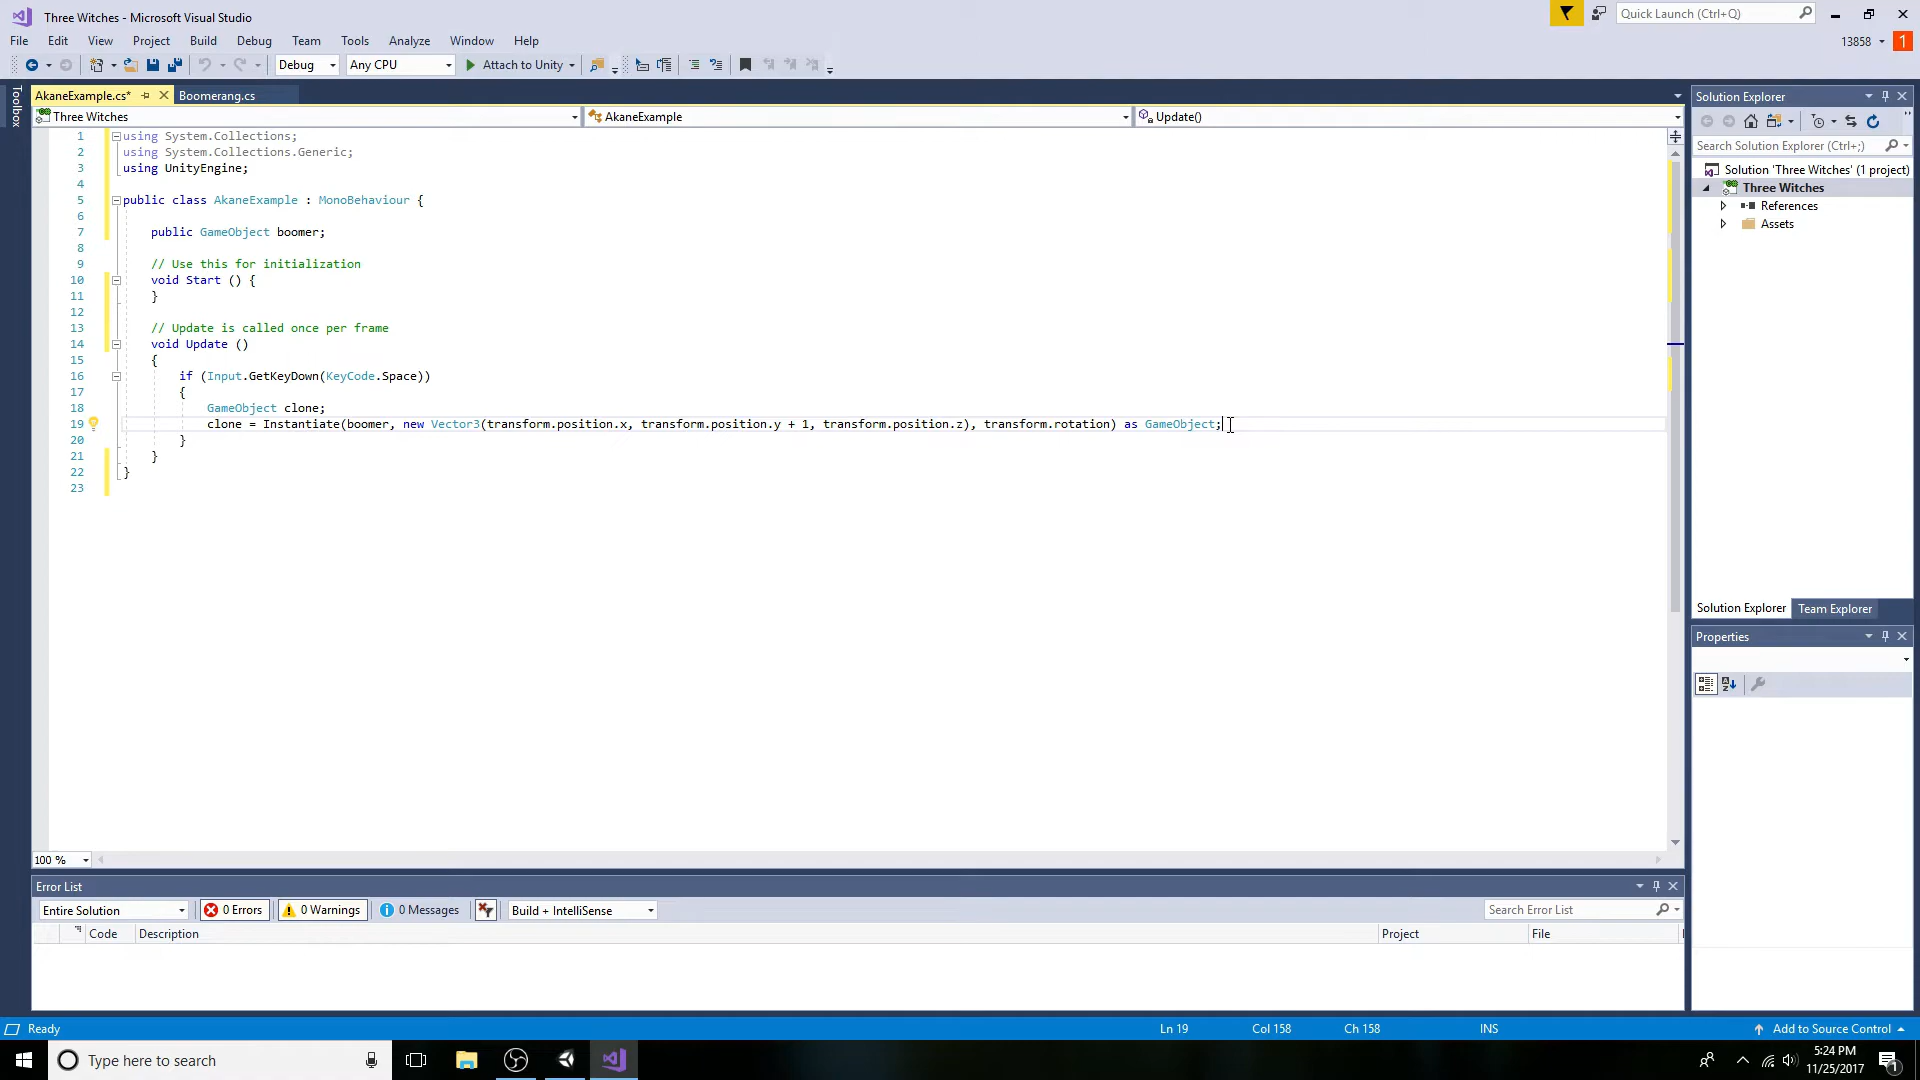 Three Witches - Microsoft Visual Studio
Quick Launch (Ctrl+Q)
File Edit View Project Build Debug Team Tools Test Analyze Window Help
13858 1
Debug Any CPU Attach to Unity
Toolbox
AkaneExample.cs* Boomerang.cs
Three Witches AkaneExample Update()
1 using System.Collections;
2 using System.Collections.Generic;
3 using UnityEngine;
4
5 public class AkaneExample : MonoBehaviour {
6
7 public GameObject boomer;
8
9 // Use this for initialization
10 void Start () {
11 }
12
13 // Update is called once per frame
14 void Update ()
15 {
16 if (Input.GetKeyDown(KeyCode.Space))
17 {
18 GameObject clone;
19 clone = Instantiate(boomer, new Vector3(transform.position.x, transform.position.y + 1, transform.position.z), transform.rotation) as GameObject;
20 }
21 }
22 }
23
100 %
Solution Explorer
Search Solution Explorer (Ctrl+;)
Solution 'Three Witches' (1 project)
Three Witches
References
Assets
Solution Explorer Team Explorer
Properties
Error List
Entire Solution 0 Errors 0 Warnings 0 Messages Build + IntelliSense Search Error List
Code Description Project File
Ready Ln 19 Col 158 Ch 158 INS Add to Source Control
Type here to search
5:24 PM
11/25/2017
1